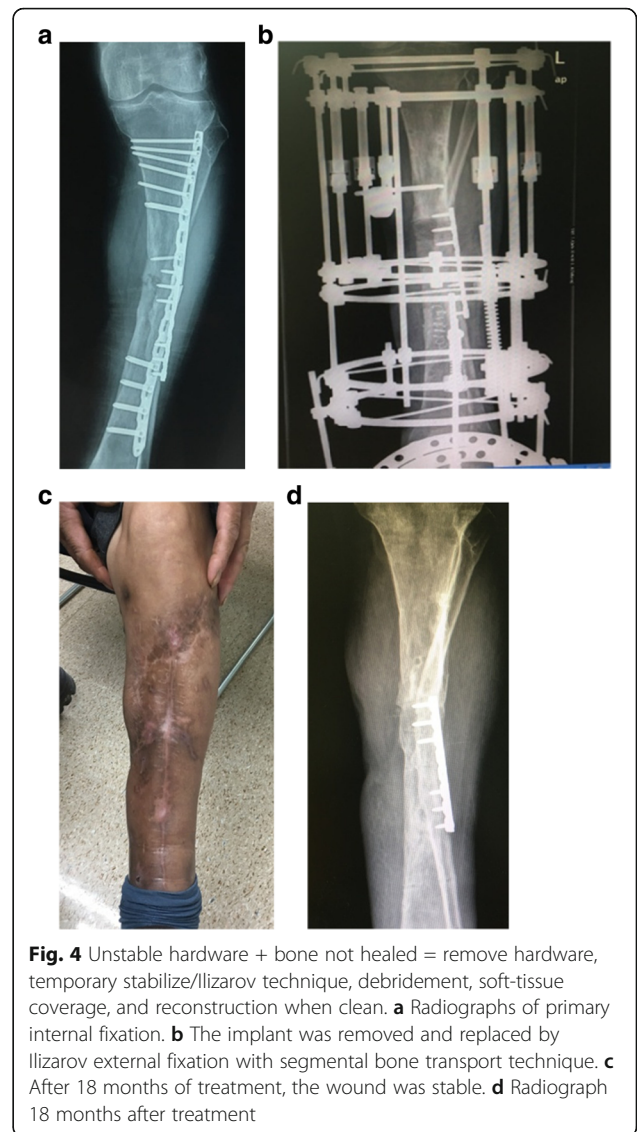 a
b
L
ap
c
d
Fig. 4 Unstable hardware + bone not healed = remove hardware,
temporary stabilize/Ilizarov technique, debridement, soft-tissue
coverage, and reconstruction when clean. a Radiographs of primary
internal fixation. b The implant was removed and replaced by
Ilizarov external fixation with segmental bone transport technique. c
After 18 months of treatment, the wound was stable. d Radiograph
18 months after treatment